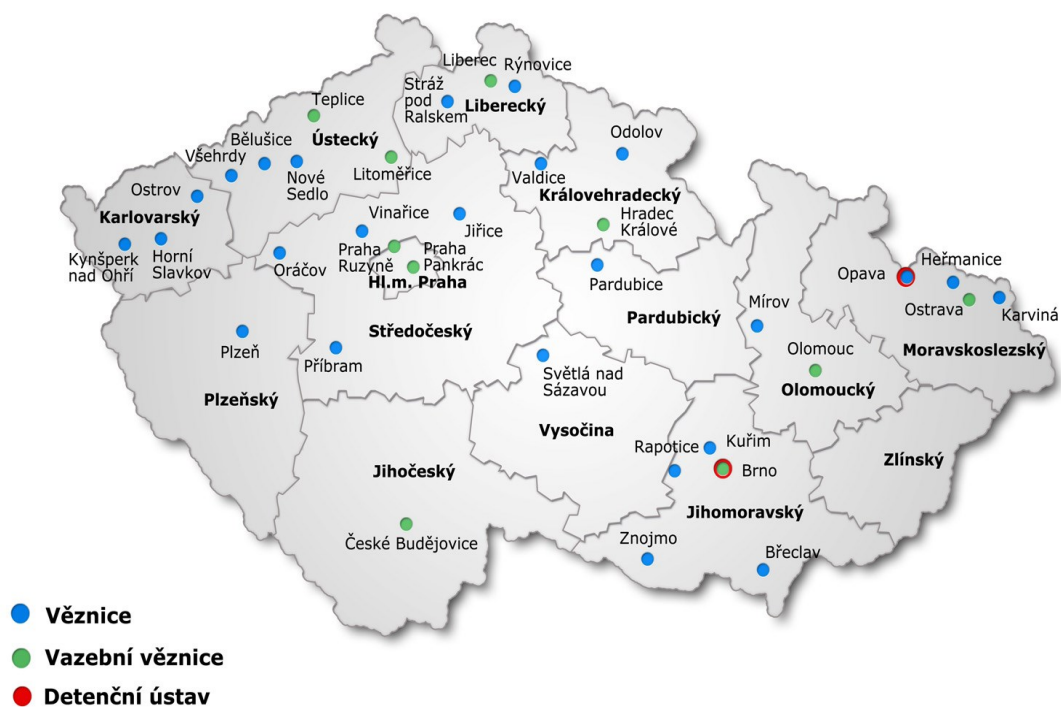 Liberec
Rýnovice
Stráž
pod
Ralskem
Liberecký
Teplice
Ústecký
Odolov
Bělušice
Všehrdy
Nové
Sedlo
Litoměřice
Valdice
Královehradecký
Ostrov
Karlovarský
Vinařice
Jiřice
Hradec
Králové
Kynšperk
nad Ohří
Horní
Slavkov
Oráčov
Praha
Ruzyně
Praha
Pankrác
Hl.m. Praha
Pardubice
Opava
Heřmanice
Mírov
Ostrava
Karviná
Středočeský
Pardubický
Moravskoslezský
Plzeň
Příbram
Olomouc
Světlá nad
Sázavou
Olomoucký
Plzeňský
Vysočina
Rapotice
Kuřim
Zlínský
Jihočeský
Brno
Jihomoravský
České Budějovice
Znojmo
Břeclav
Věznice
Vazební věznice
Detenční ústav